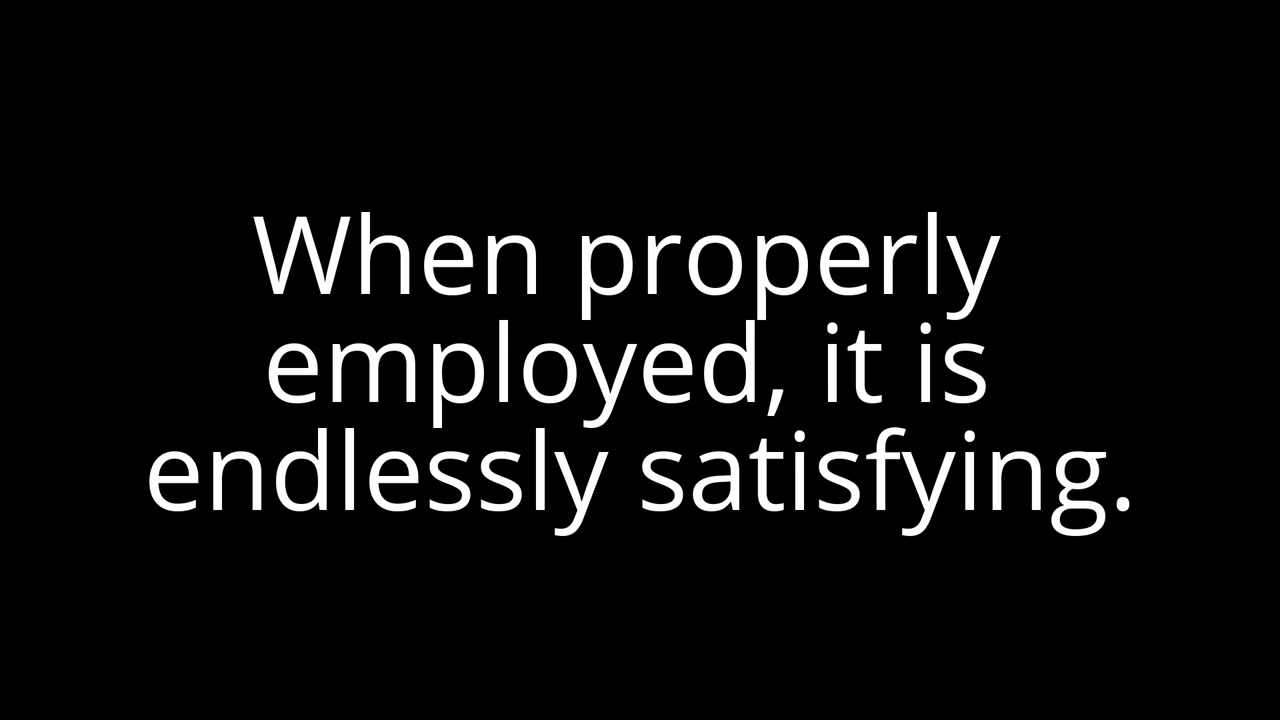 When properly
employed, it is
endlessly satisfying.